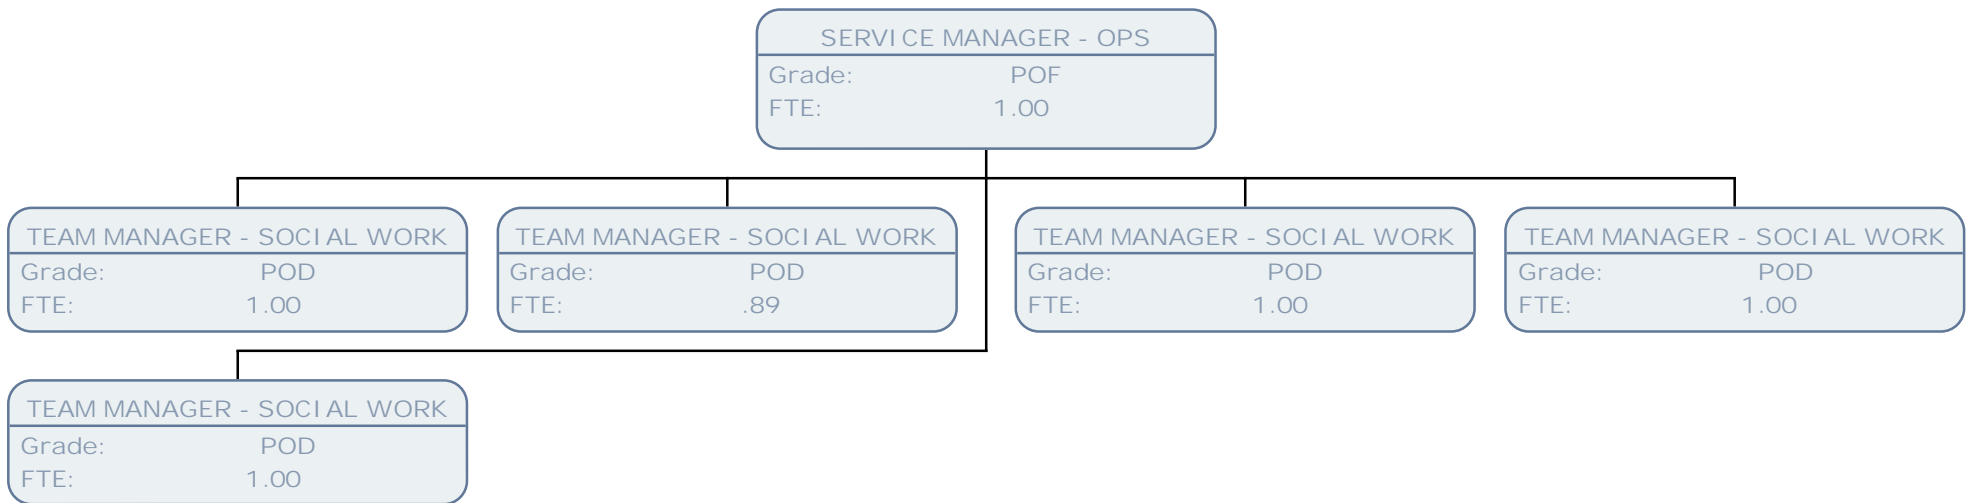 SERVICE MANAGER - OPS
Grade: POF
FTE: 1.00
TEAM MANAGER - SOCIAL WORK
Grade: POD
FTE: 1.00
TEAM MANAGER - SOCIAL WORK
Grade: POD
FTE: .89
TEAM MANAGER - SOCIAL WORK
Grade: POD
FTE: 1.00
TEAM MANAGER - SOCIAL WORK
Grade: POD
FTE: 1.00
TEAM MANAGER - SOCIAL WORK
Grade: POD
FTE: 1.00